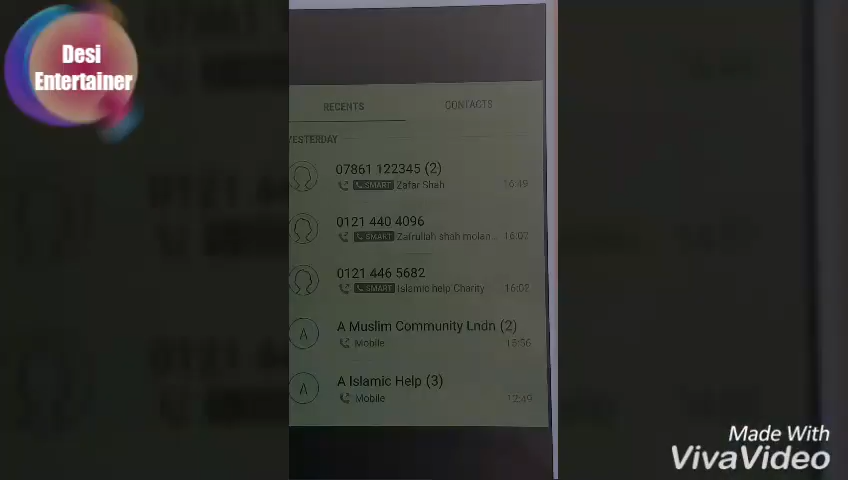 Desi
Entertainer
RECENTS
CONTACTS
YESTERDAY
07861 122345 (2)
SMART Zafar Shah
16:49
0121 440 4096
SMART Zafrullah shah molan...
16:07
0121 446 5682
SMART Islamic help Charity
16:02
A
A Muslim Community Lndn (2)
Mobile
A
A Islamic Help (3)
Mobile
12:49
Made With
VivaVideo